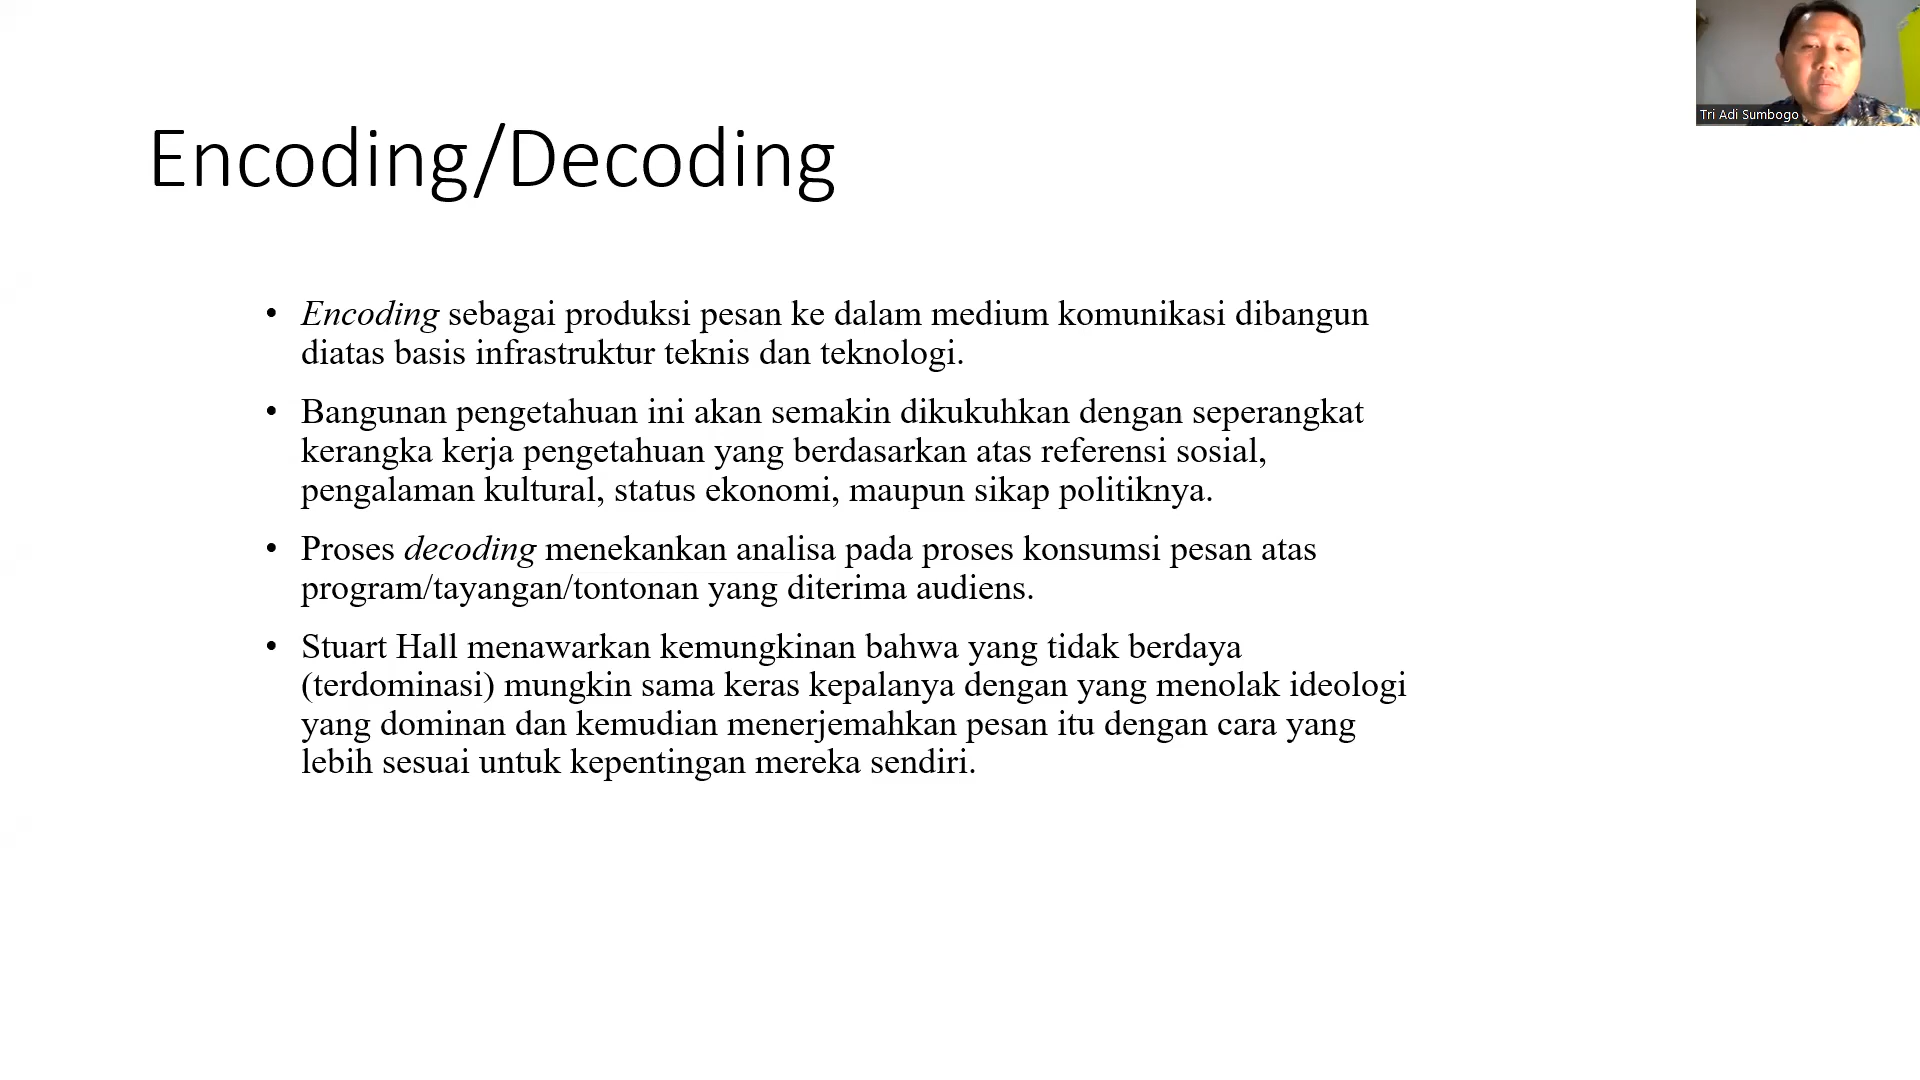 Tri Adi Sumbogo
Encoding/Decoding
• Encoding sebagai produksi pesan ke dalam medium komunikasi dibangun
diatas basis infrastruktur teknis dan teknologi.
• Bangunan pengetahuan ini akan semakin dikukuhkan dengan seperangkat
kerangka kerja pengetahuan yang berdasarkan atas referensi sosial,
pengalaman kultural, status ekonomi, maupun sikap politiknya.
• Proses decoding menekankan analisa pada proses konsumsi pesan atas
program/tayangan/tontonan yang diterima audiens.
• Stuart Hall menawarkan kemungkinan bahwa yang tidak berdaya
(terdominasi) mungkin sama keras kepalanya dengan yang menolak ideologi
yang dominan dan kemudian menerjemahkan pesan itu dengan cara yang
lebih sesuai untuk kepentingan mereka sendiri.